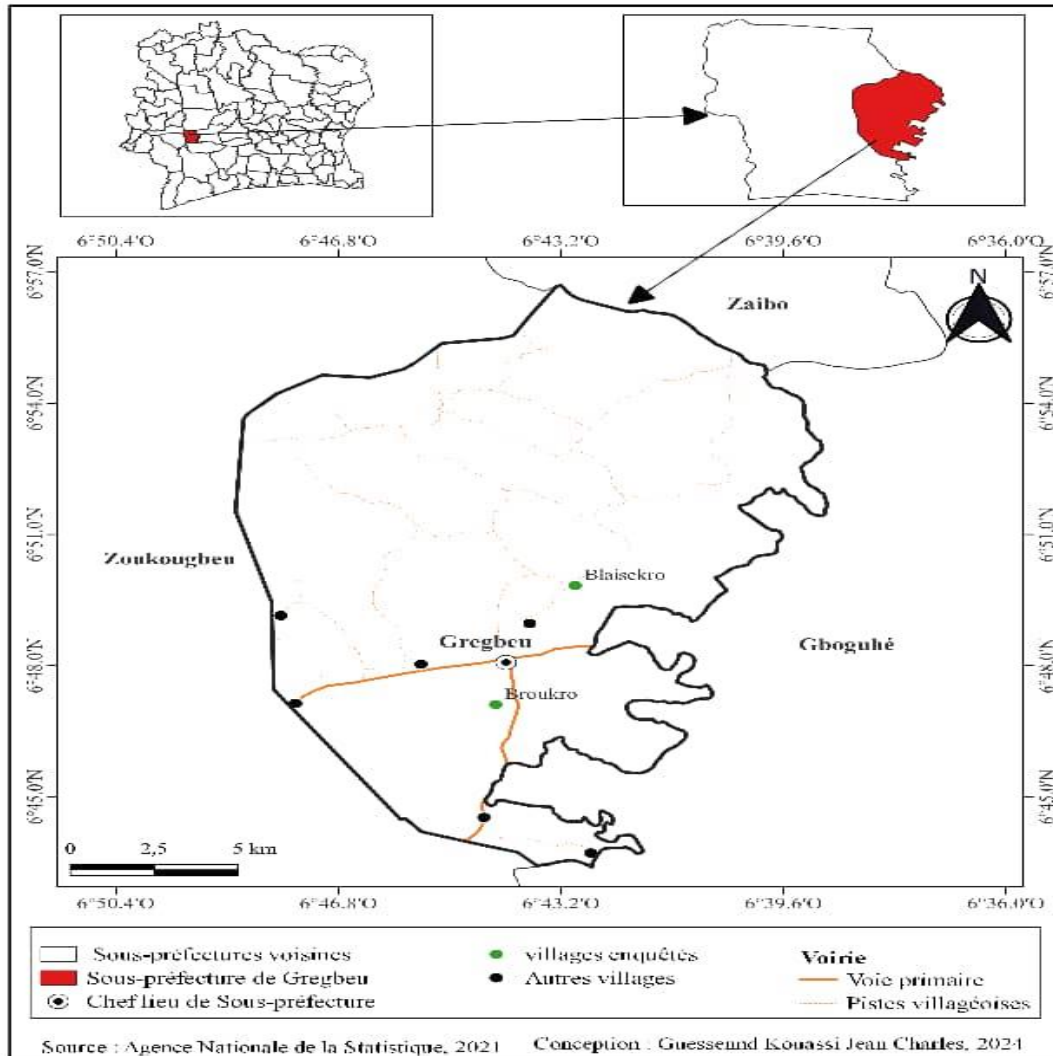 6°50.4'O 6°46.8'O 6°43.2'O 6°39.6'O 6°36.0'O
6°57.0'N 6°57.0'N
N
Zaibo
6°54.0'N 6°54.0'N
6°51.0'N 6°51.0'N
Zoukougbeu
Blaisekro
Gregbeu
Gboguhé
6°48.0'N 6°48.0'N
Broukro
6°45.0'N 6°45.0'N
0 2,5 5 km
6°50.4'O 6°46.8'O 6°43.2'O 6°39.6'O 6°36.0'O
Sous-préfectures voisines villages enquêtés Voirie
Sous-préfecture de Gregbeu Autres villages Voie primaire
Chef lieu de Sous-préfecture Pistes villagéoises
Source : Agence Nationale de la Statistique, 2021 Conception : Guessennd Kouassi Jean Charles, 2024